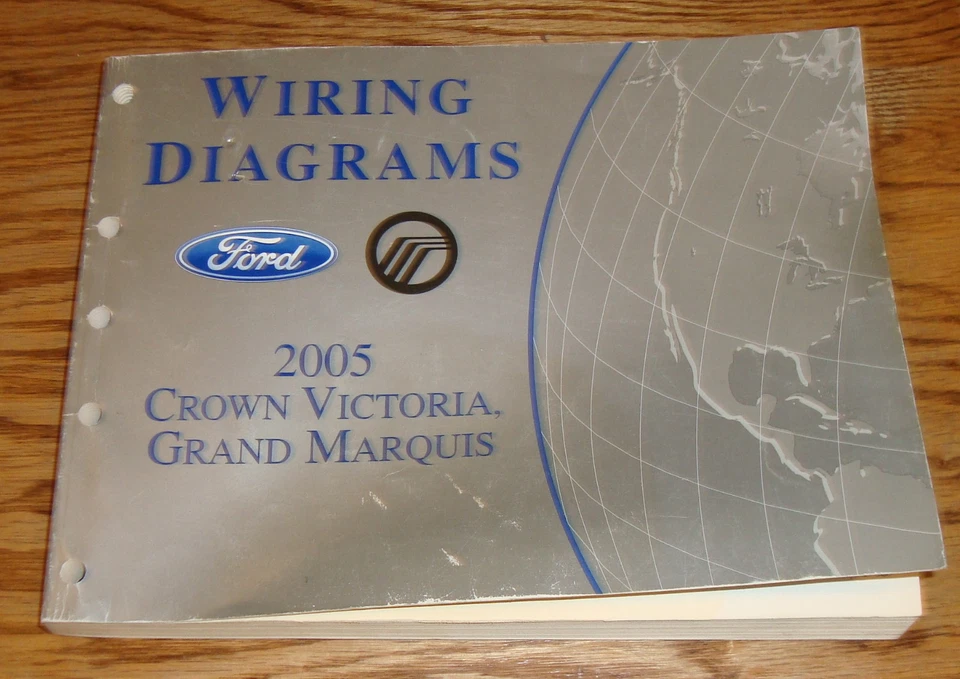 WIRING
DIAGRAMS
Ford
2005
CROWN VICTORIA,
GRAND MARQUIS